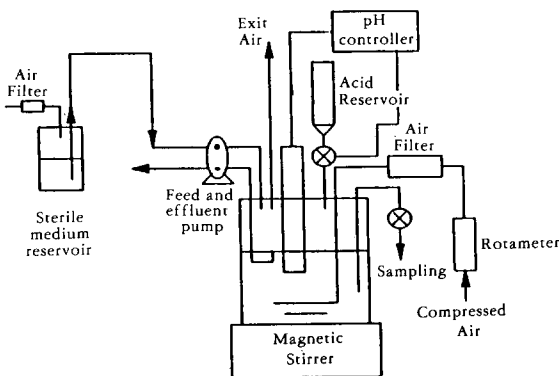 Exit
Air
pH
controller
Air
Filter
Acid
Reservoir
Air
Filter
Feed and
effluent
pump
Sterile
medium
reservoir
Rotameter
Sampling
Compressed
Air
Magnetic
Stirrer